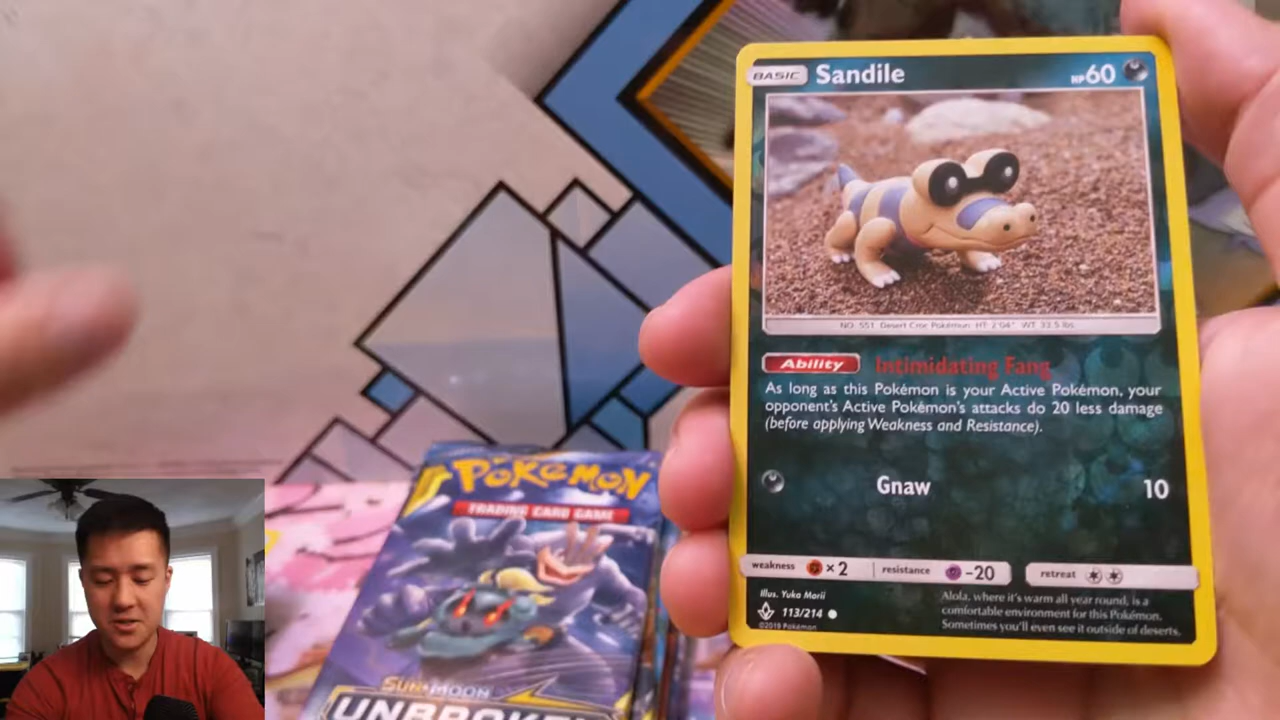 BASIC Sandile HP60
NO. 551 Desert Croc Pokémon HT: 2'04" WT: 33.5 lbs
Ability Intimidating Fang
As long as this Pokémon is your Active Pokémon, your
opponent's Active Pokémon's attacks do 20 less damage
(before applying Weakness and Resistance).
Gnaw 10
weakness ×2 resistance -20 retreat
Illus. Yuka Morii
113/214
©2019 Pokémon
Alola, where it's warm all year round, is a
comfortable environment for this Pokémon.
Sometimes you'll even see it outside of deserts.
POKÉMON
TRADING CARD GAME
SUN & MOON